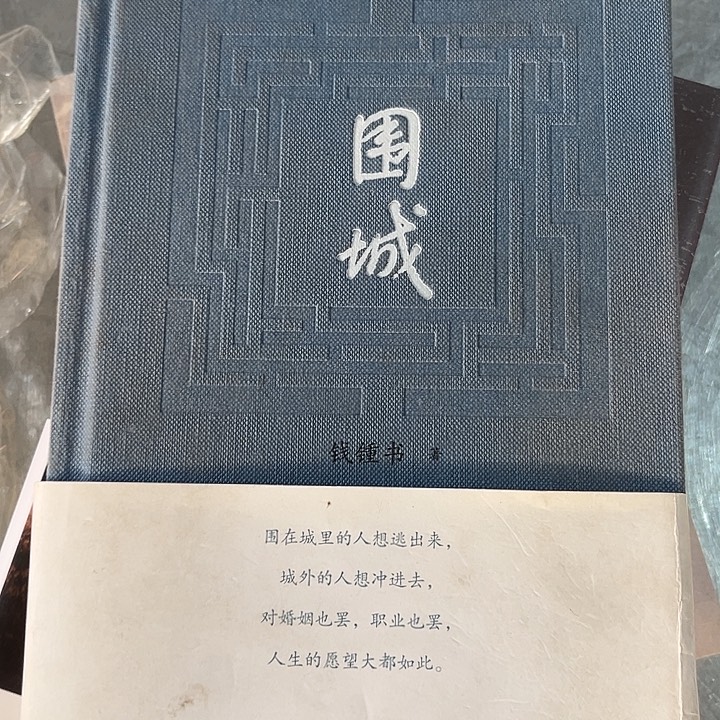 围城
钱锺书 著
围在城里的人想逃出来，
城外的人想冲进去，
对婚姻也罢，职业也罢，
人生的愿望大都如此。